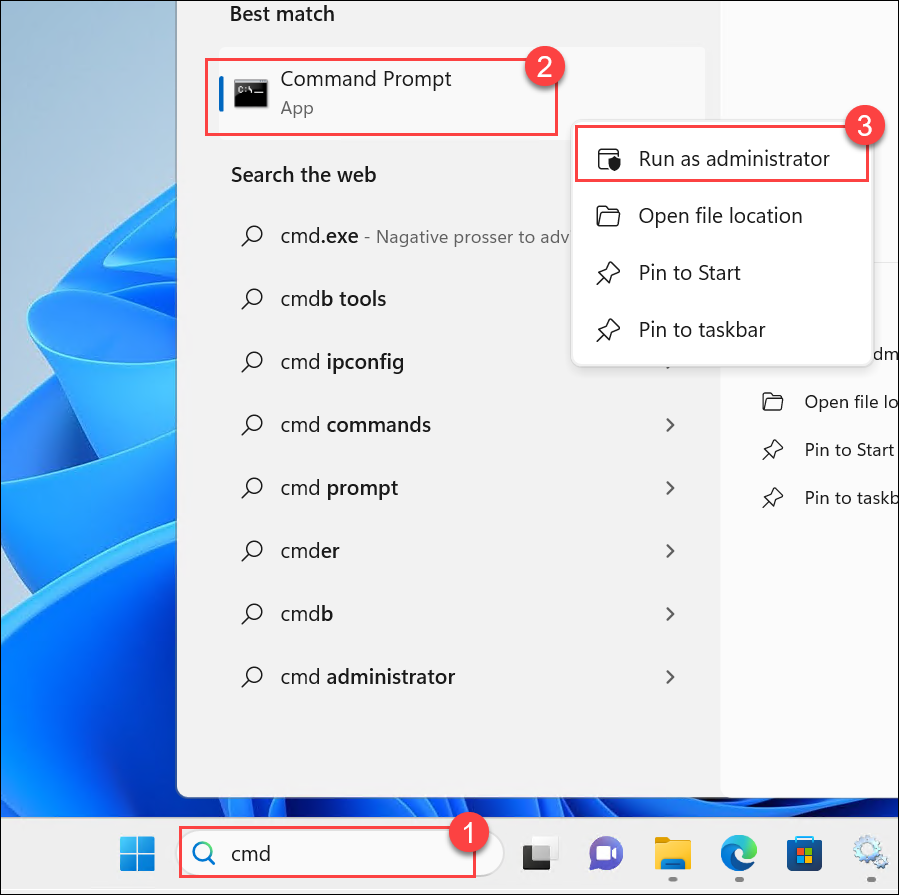 Best match
Command Prompt
App
2
3
Run as administrator
Open file location
Pin to Start
Pin to taskbar
Search the web
cmd.exe - Nagative prosser to adv
cmdb tools
cmd ipconfig
cmd commands
cmd prompt
cmder
cmdb
cmd administrator
dm
Open file lo
Pin to Start
Pin to taskb
1
cmd